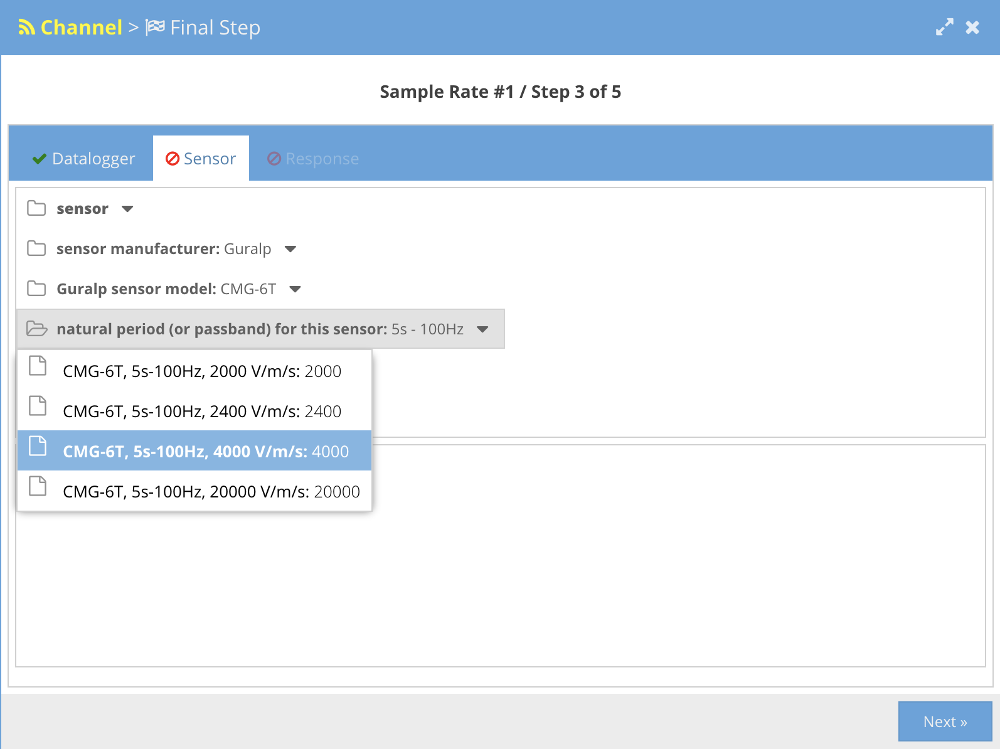 Channel > Final Step
Sample Rate #1 / Step 3 of 5
Datalogger Sensor Response
sensor
sensor manufacturer: Guralp
Guralp sensor model: CMG-6T
natural period (or passband) for this sensor: 5s - 100Hz
CMG-6T, 5s-100Hz, 2000 V/m/s: 2000
CMG-6T, 5s-100Hz, 2400 V/m/s: 2400
CMG-6T, 5s-100Hz, 4000 V/m/s: 4000
CMG-6T, 5s-100Hz, 20000 V/m/s: 20000
Next »